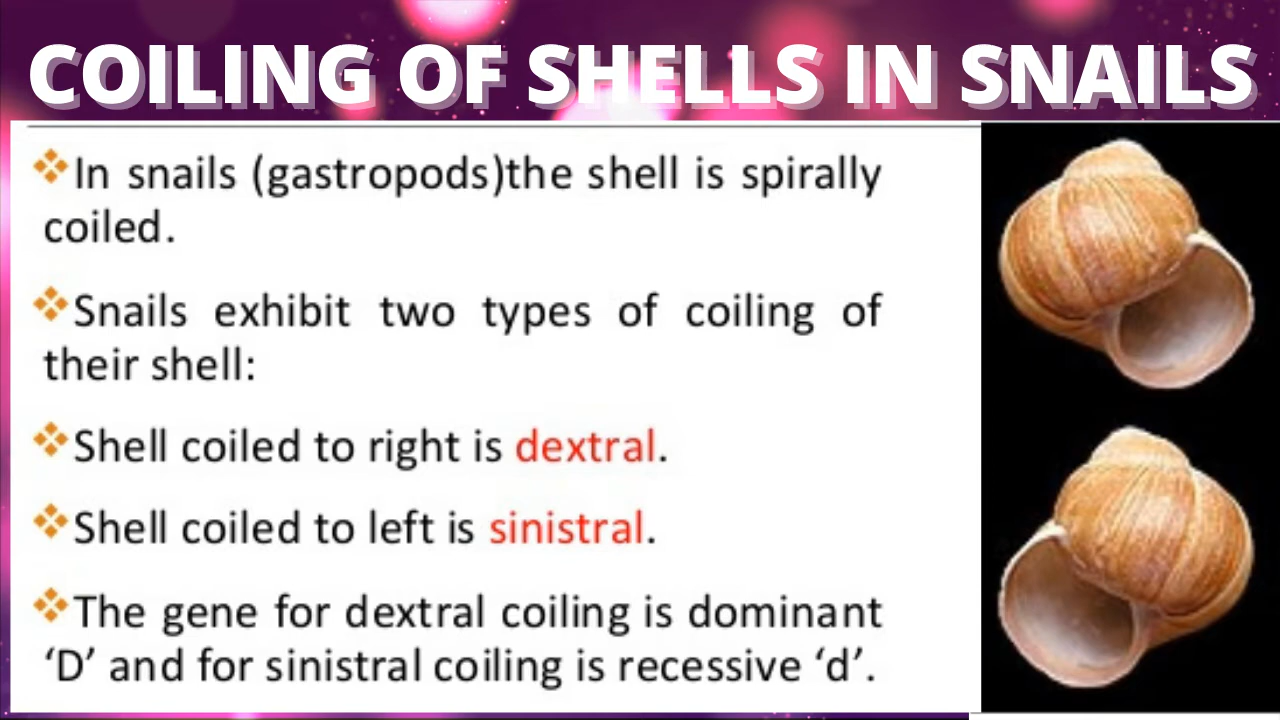 COILING OF SHELLS IN SNAILS
In snails (gastropods)the shell is spirally
coiled.
Snails exhibit two types of coiling of
their shell:
Shell coiled to right is dextral.
Shell coiled to left is sinistral.
The gene for dextral coiling is dominant
‘D’ and for sinistral coiling is recessive ‘d’.